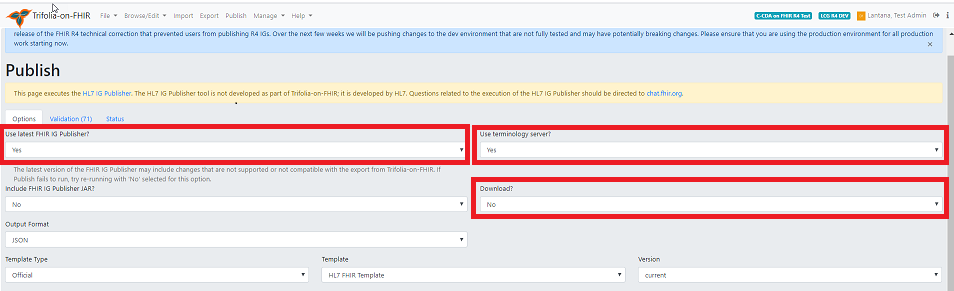 Trifolia-on-FHIR File Browse/Edit Import Export Publish Manage Help C-CDA on FHIR R4 Test LCG R4 DEV Lantana, Test Admin
release of the FHIR R4 technical correction that prevented users from publishing R4 IGs. Over the next few weeks we will be pushing changes to the dev environment that are not fully tested and may have potentially breaking changes. Please ensure that you are using the production environment for all production
work starting now.
Publish
This page executes the HL7 IG Publisher. The HL7 IG Publisher tool is not developed as part of Trifolia-on-FHIR; it is developed by HL7. Questions related to the execution of the HL7 IG Publisher should be directed to chat.fhir.org.
Options Validation (71) Status
Use latest FHIR IG Publisher? Use terminology server?
Yes Yes
The latest version of the FHIR IG Publisher may include changes that are not supported or not compatible with the export from Trifolia-on-FHIR. If
Publish fails to run, try re-running with 'No' selected for this option.
Include FHIR IG Publisher JAR? Download?
No No
Output Format
JSON
Template Type Template Version
Official HL7 FHIR Template current